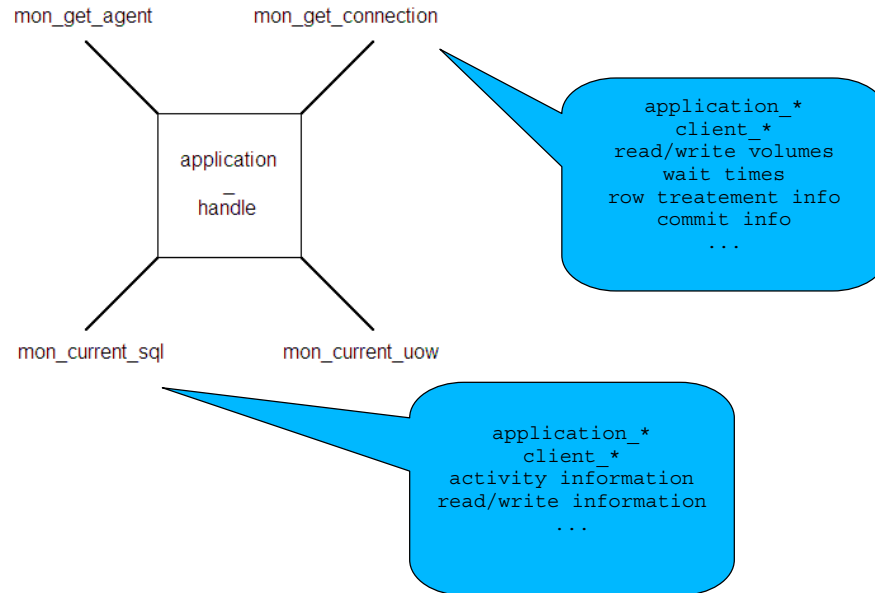 mon_get_agent
mon_get_connection
application
_
handle
application_*
client_*
read/write volumes
wait times
row treatement info
commit info
...
mon_current_sql
mon_current_uow
application_*
client_*
activity information
read/write information
...